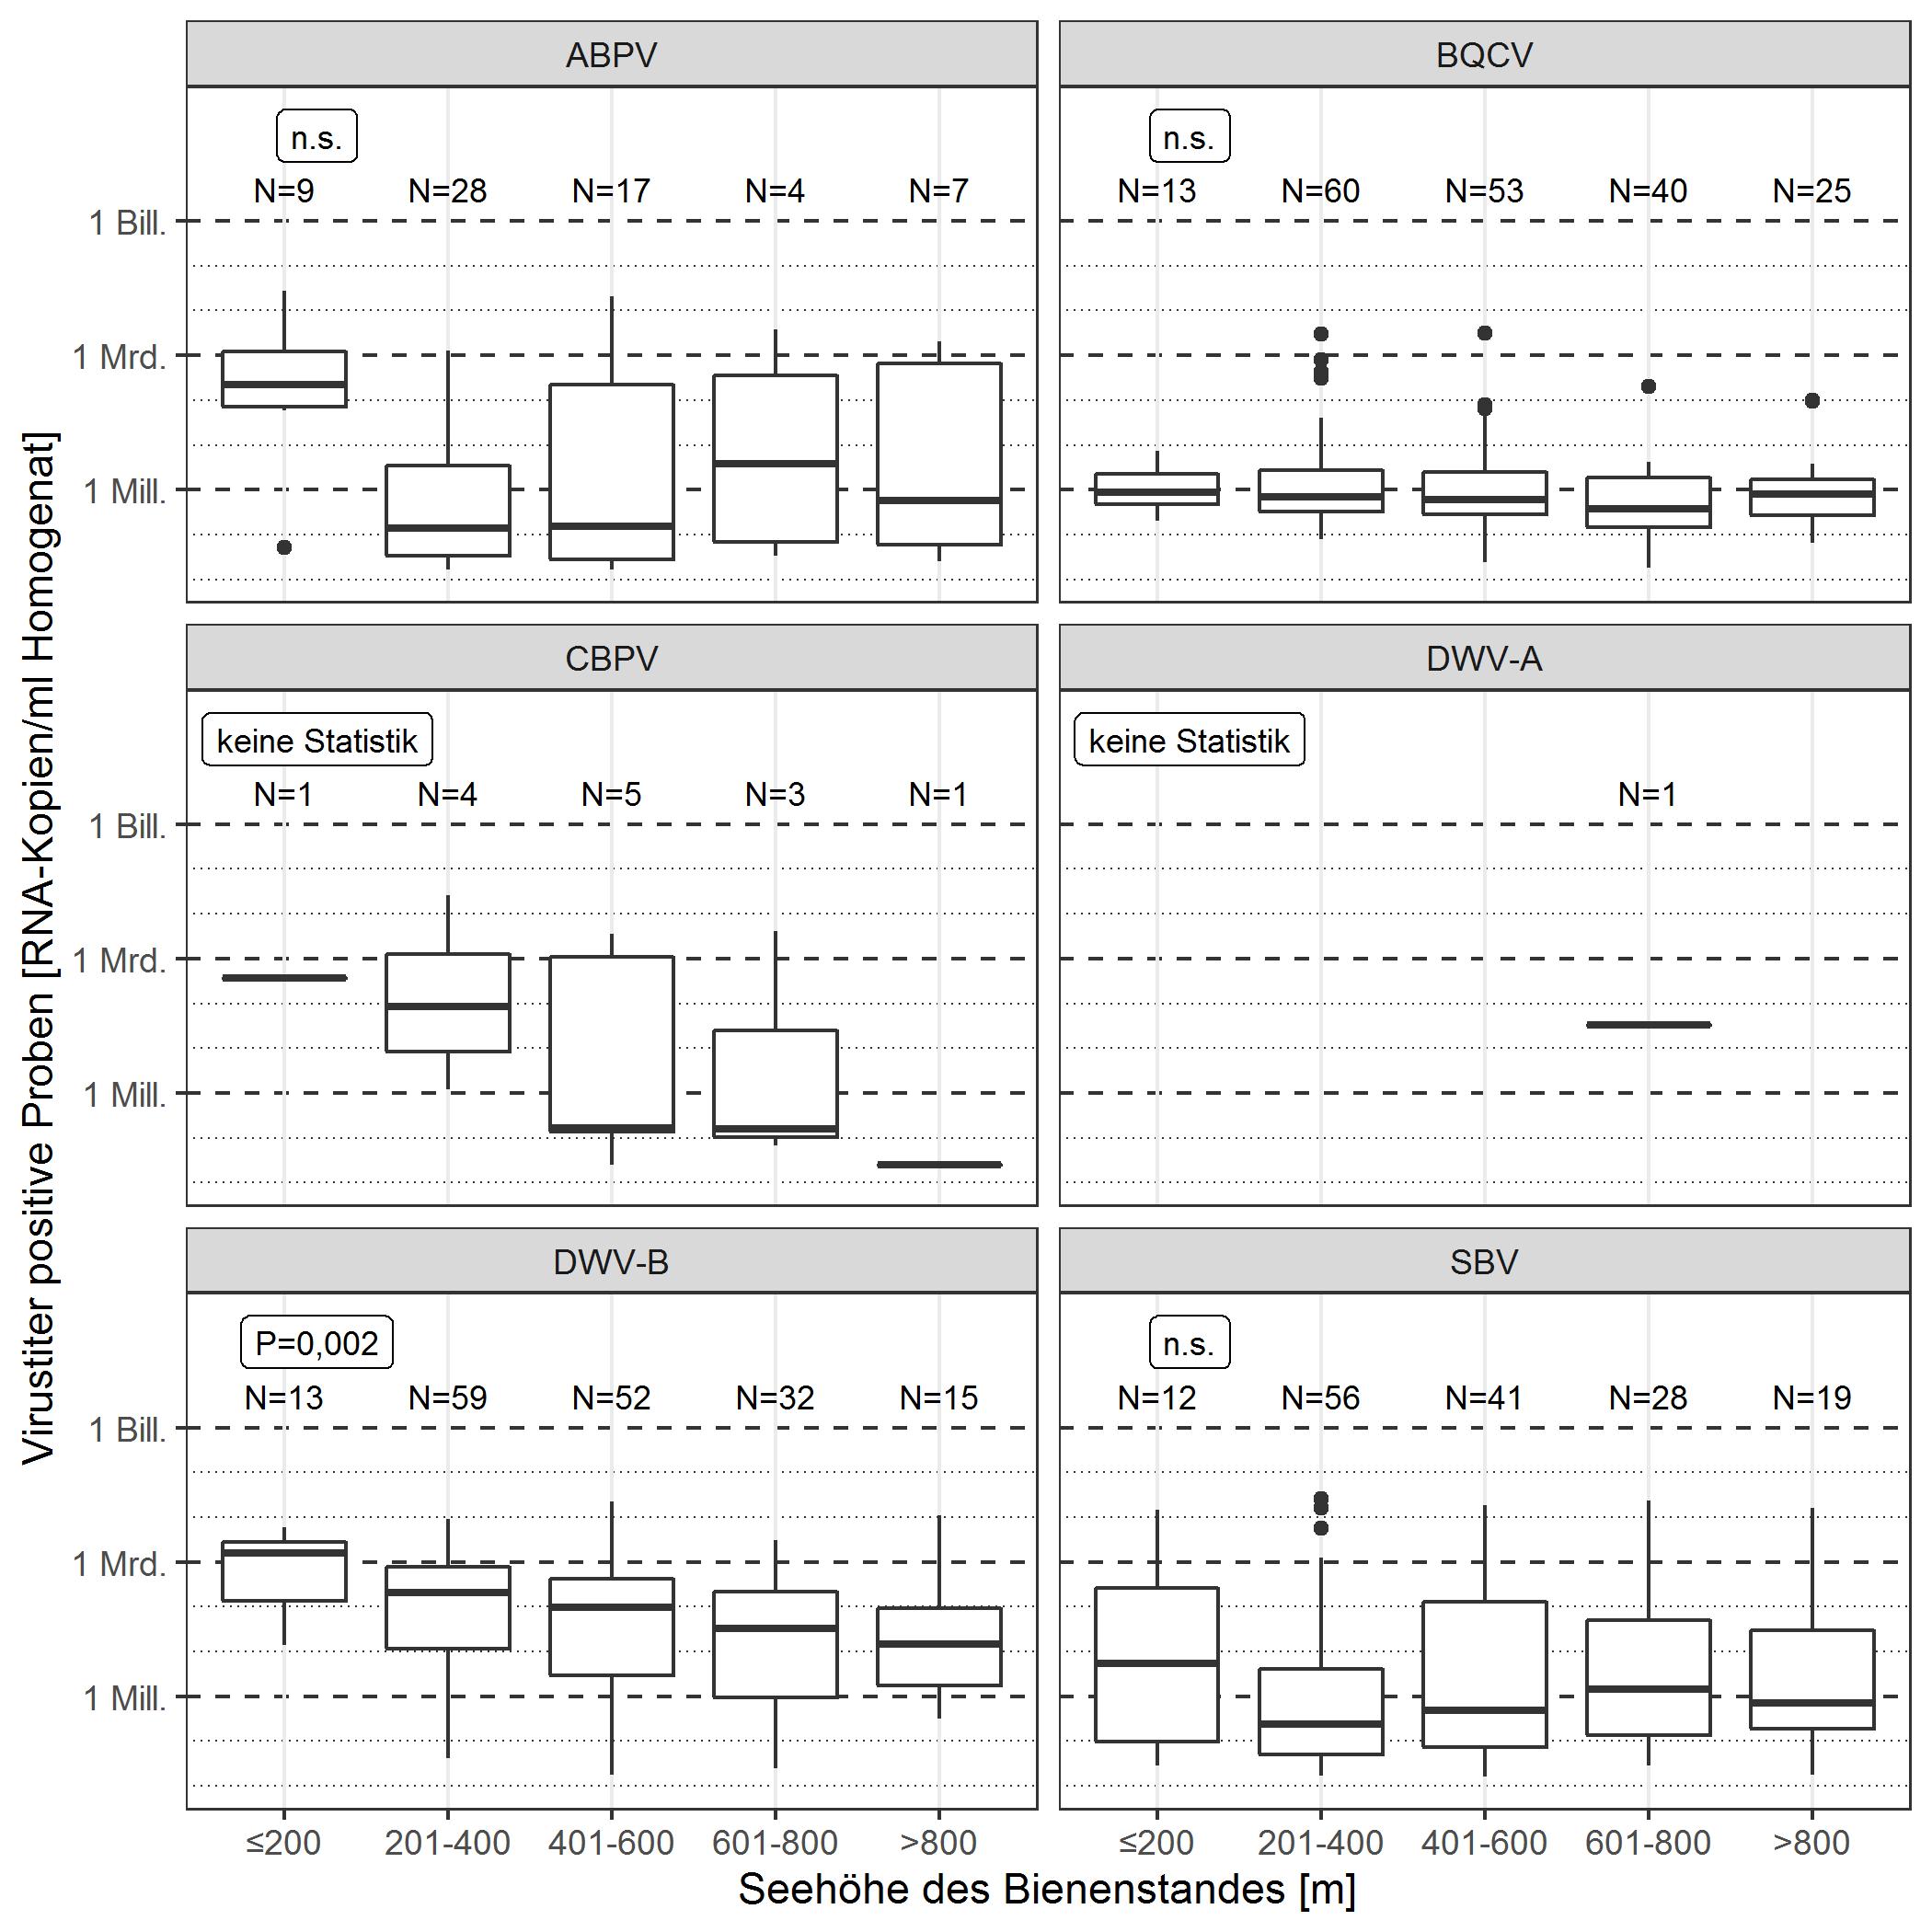 ABPV
BQCV
n.s.
n.s.
N=9 N=28 N=17 N=4 N=7
N=13 N=60 N=53 N=40 N=25
1 Bill.
1 Mrd.
1 Mill.
CBPV
DWV-A
keine Statistik
keine Statistik
N=1 N=4 N=5 N=3 N=1
N=1
1 Bill.
1 Mrd.
1 Mill.
DWV-B
SBV
P=0,002
n.s.
N=13 N=59 N=52 N=32 N=15
N=12 N=56 N=41 N=28 N=19
1 Bill.
1 Mrd.
1 Mill.
≤200 201-400 401-600 601-800 >800
≤200 201-400 401-600 601-800 >800
Seehöhe des Bienenstandes [m]
Virustiter positive Proben [RNA-Kopien/ml Homogenat]